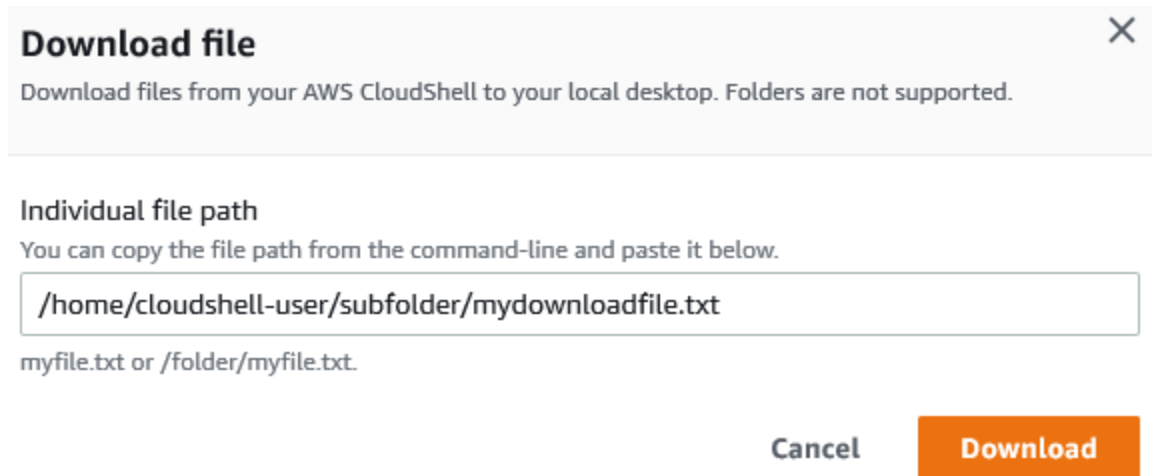 Download file
Download files from your AWS CloudShell to your local desktop. Folders are not supported.
Individual file path
You can copy the file path from the command-line and paste it below.
/home/cloudshell-user/subfolder/mydownloadfile.txt
myfile.txt or /folder/myfile.txt.
Cancel Download